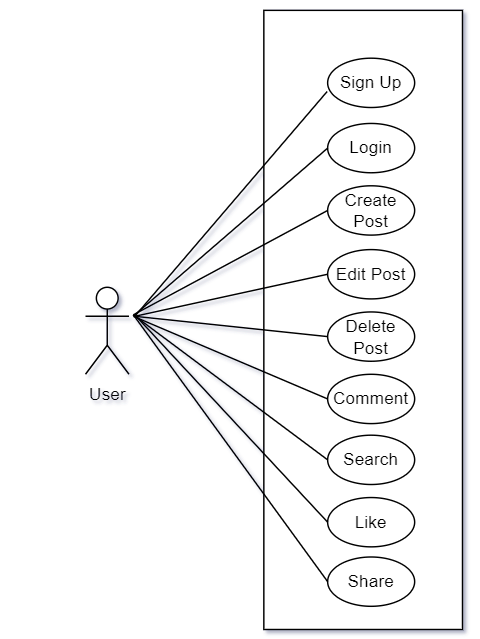 Sign Up
Login
Create
Post
Edit Post
Delete
Post
User
Comment
Search
Like
Share